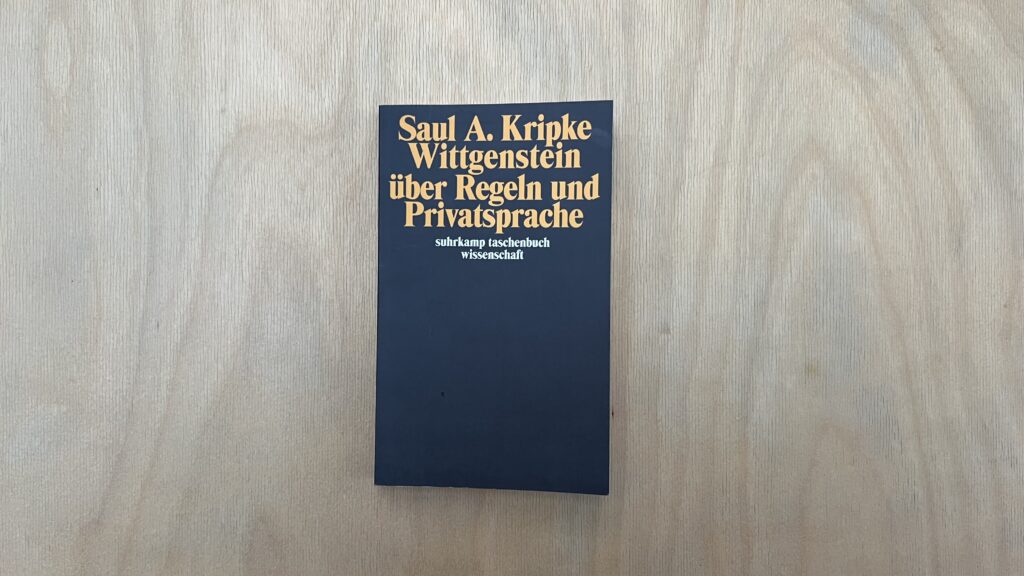 Saul A. Kripke
Wittgenstein
über Regeln und
Privatsprache
suhrkamp taschenbuch
wissenschaft